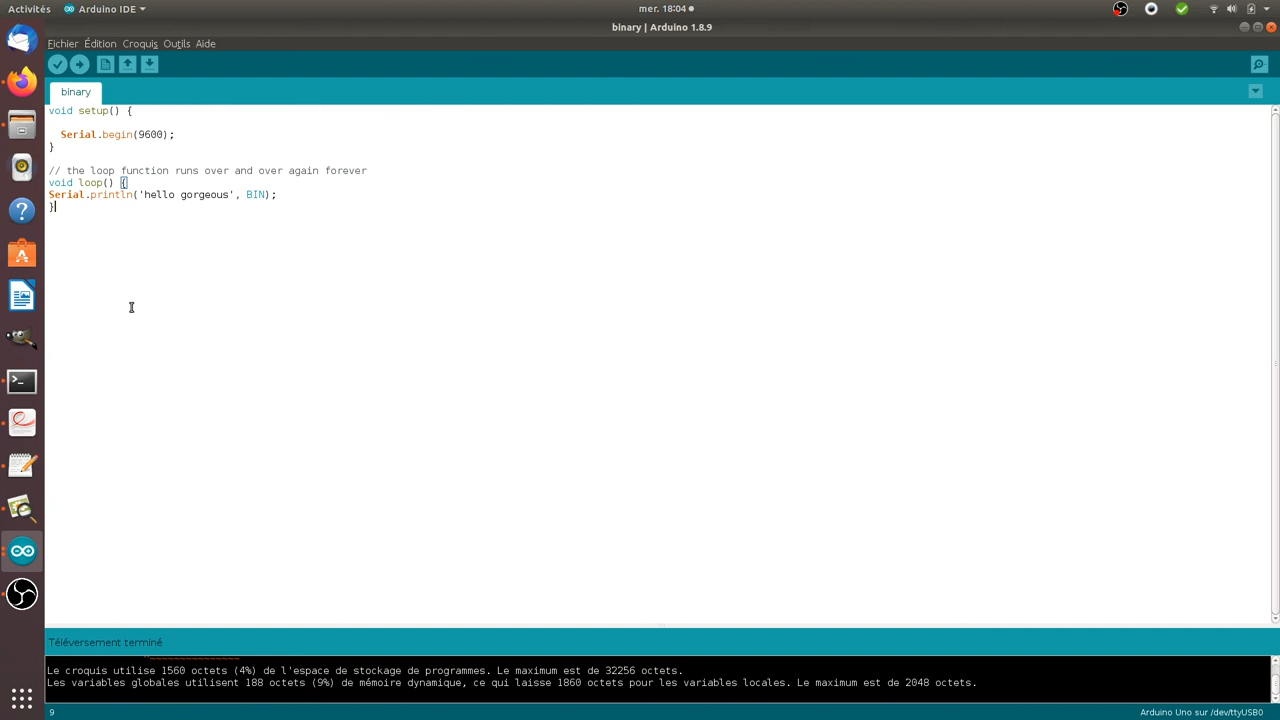 Activités
Arduino IDE
mer. 18:04
binary | Arduino 1.8.9
Fichier Édition Croquis Outils Aide
binary
void setup() {
Serial.begin(9600);
}
// the loop function runs over and over again forever
void loop() {
Serial.println('hello gorgeous', BIN);
}
Téléversement terminé
^~~~~~~~~~~~~~~~
Le croquis utilise 1560 octets (4%) de l'espace de stockage de programmes. Le maximum est de 32256 octets.
Les variables globales utilisent 188 octets (9%) de mémoire dynamique, ce qui laisse 1860 octets pour les variables locales. Le maximum est de 2048 octets.
9
Arduino Uno sur /dev/ttyUSB0